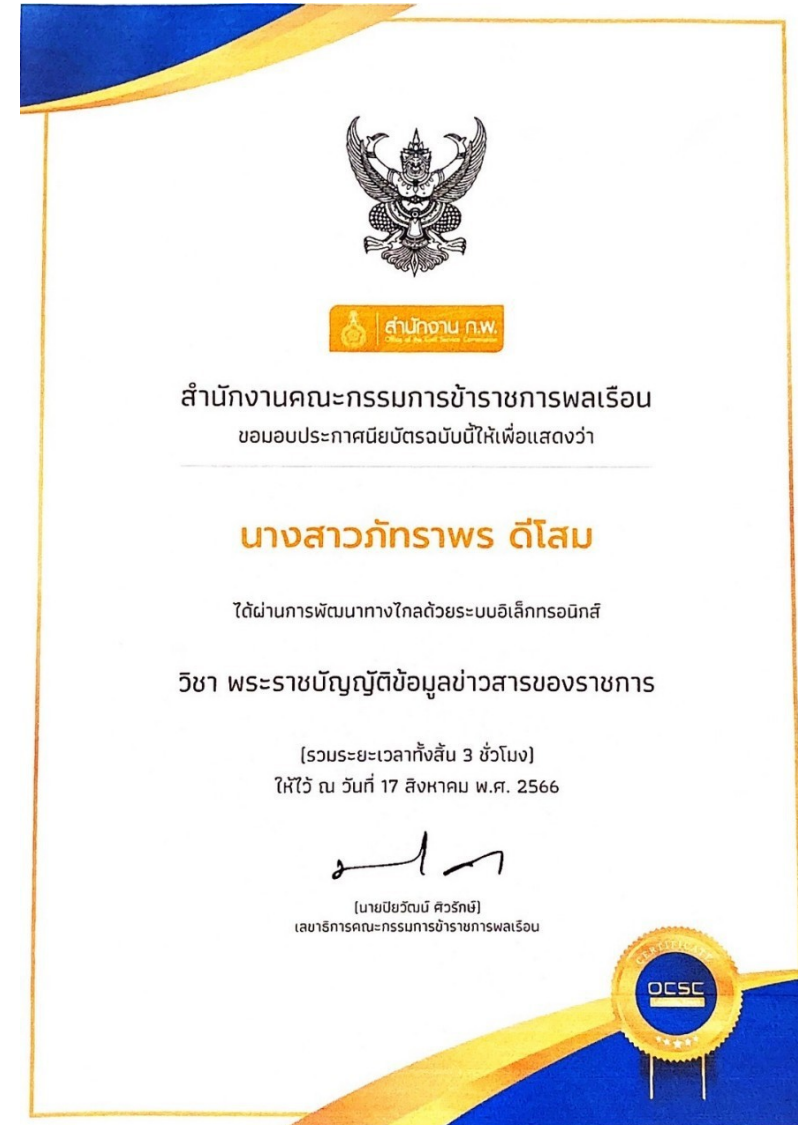 สำนักงาน ก.พ.
Office of the Civil Service Commission
สำนักงานคณะกรรมการข้าราชการพลเรือน
ขอมอบประกาศนียบัตรฉบับนี้ให้เพื่อแสดงว่า
นางสาวภัทราพร ดีโสม
ได้ผ่านการพัฒนาทางไกลด้วยระบบอิเล็กทรอนิกส์
วิชา พระราชบัญญัติข้อมูลข่าวสารของราชการ
(รวมระยะเวลาทั้งสิ้น 3 ชั่วโมง)
ให้ไว้ ณ วันที่ 17 สิงหาคม พ.ศ. 2566
(นายปิยวัฒน์ ศิวรักษ์)
เลขาธิการคณะกรรมการข้าราชการพลเรือน
CERTIFICATE
OCSC